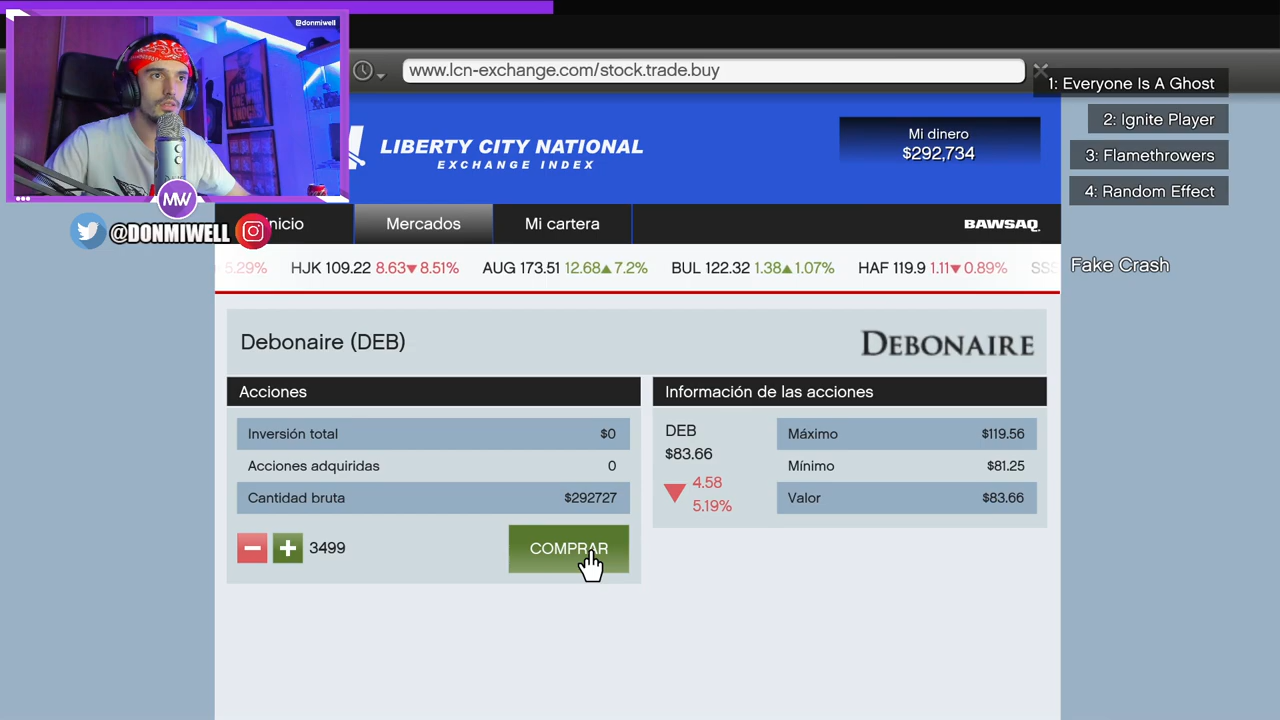 @donmiwell
www.lcn-exchange.com/stock.trade.buy
1: Everyone Is A Ghost
2: Ignite Player
3: Flamethrowers
4: Random Effect
Fake Crash
LIBERTY CITY NATIONAL
EXCHANGE INDEX
Mi dinero
$292,734
MW
@DONMIWELL
nicio
Mercados
Mi cartera
BAWSAQ
5.29% HJK 109.22 8.63▼8.51% AUG 173.51 12.68▲7.2% BUL 122.32 1.38▲1.07% HAF 119.9 1.11▼0.89% SSS
Debonaire (DEB)
DEBONAIRE
Acciones
Inversión total $0
Acciones adquiridas 0
Cantidad bruta $292727
3499
COMPRAR
Información de las acciones
DEB
$83.66
4.58
5.19%
Máximo $119.56
Mínimo $81.25
Valor $83.66